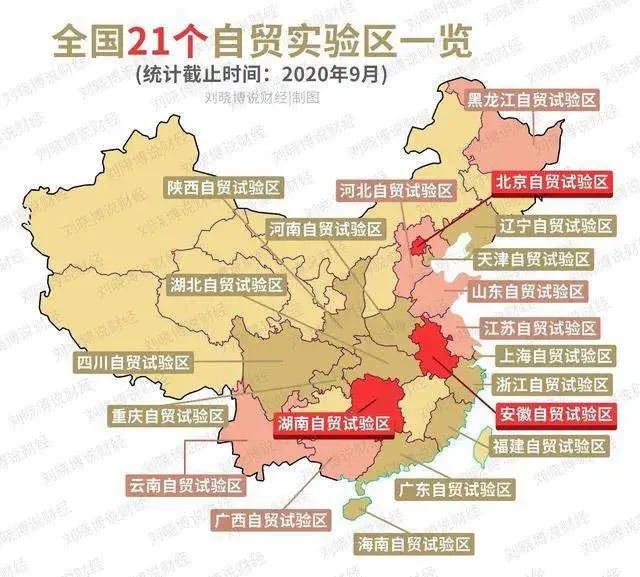 全国21个自贸实验区一览
(统计截止时间：2020年9月)
刘晓博说财经|制图
黑龙江自贸试验区
陕西自贸试验区
河北自贸试验区
北京自贸试验区
河南自贸试验区
辽宁自贸试验区
天津自贸试验区
湖北自贸试验区
山东自贸试验区
江苏自贸试验区
四川自贸试验区
上海自贸试验区
浙江自贸试验区
重庆自贸试验区
安徽自贸试验区
湖南自贸试验区
福建自贸试验区
云南自贸试验区
广东自贸试验区
广西自贸试验区
海南自贸试验区
刘晓博说财经